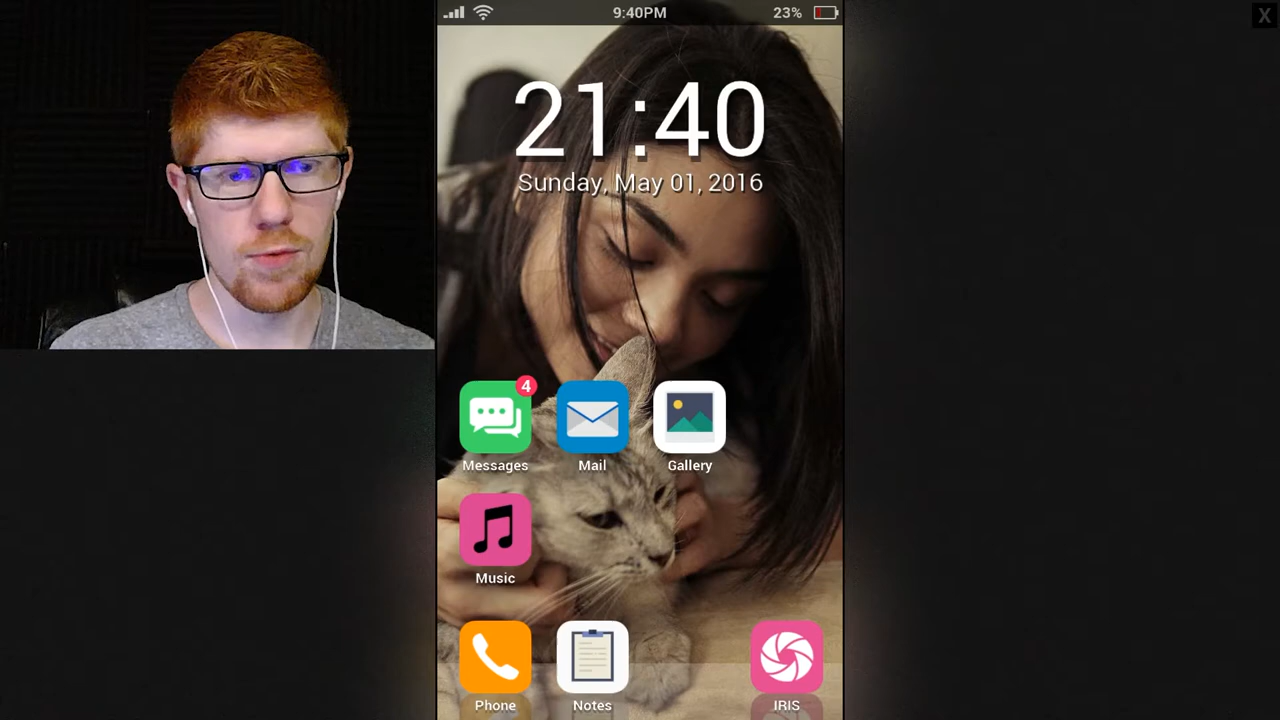 9:40PM
23%
X
21:40
Sunday, May 01, 2016
4
Messages
Mail
Gallery
Music
Phone
Notes
IRIS